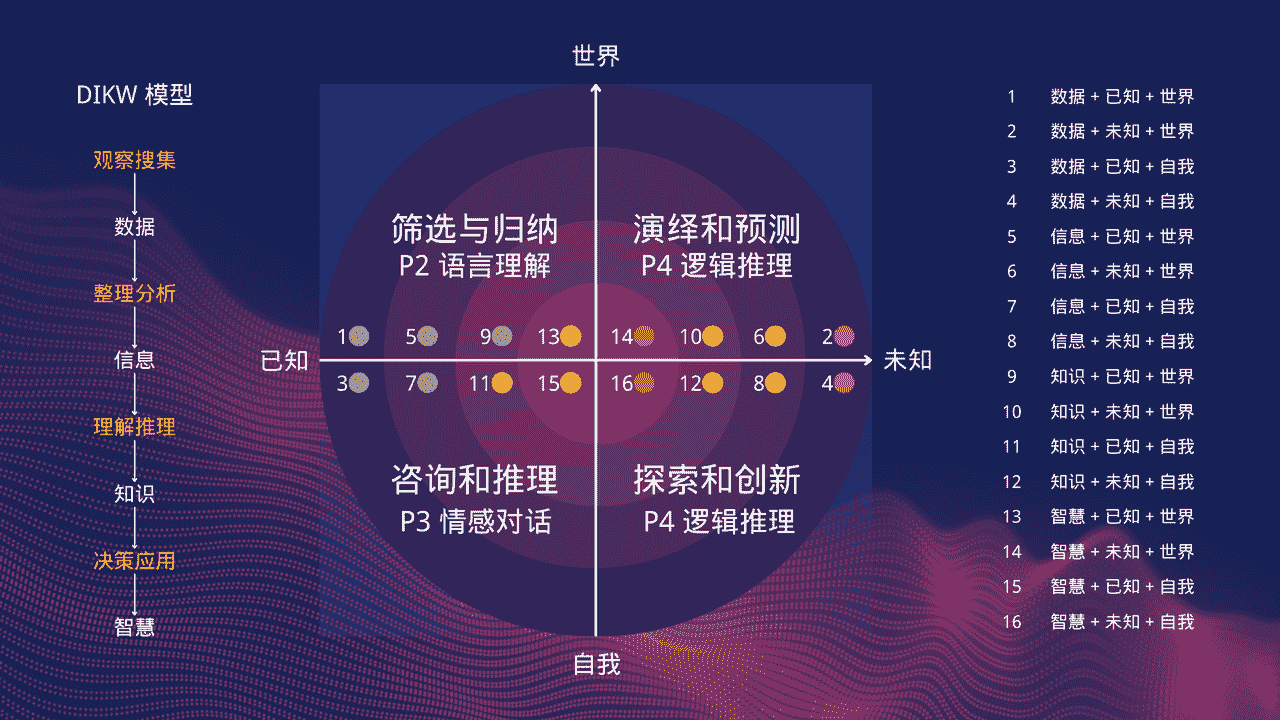 世界
DIKW 模型
观察搜集
数据
整理分析
信息
理解推理
知识
决策应用
智慧
筛选与归纳
P2 语言理解
演绎和预测
P4 逻辑推理
1 5 9 13 14 10 6 2
已知
未知
3 7 11 15 16 12 8 4
咨询和推理
P3 情感对话
探索和创新
P4 逻辑推理
自我
1 数据 + 已知 + 世界
2 数据 + 未知 + 世界
3 数据 + 已知 + 自我
4 数据 + 未知 + 自我
5 信息 + 已知 + 世界
6 信息 + 未知 + 世界
7 信息 + 已知 + 自我
8 信息 + 未知 + 自我
9 知识 + 已知 + 世界
10 知识 + 未知 + 世界
11 知识 + 已知 + 自我
12 知识 + 未知 + 自我
13 智慧 + 已知 + 世界
14 智慧 + 未知 + 世界
15 智慧 + 已知 + 自我
16 智慧 + 未知 + 自我